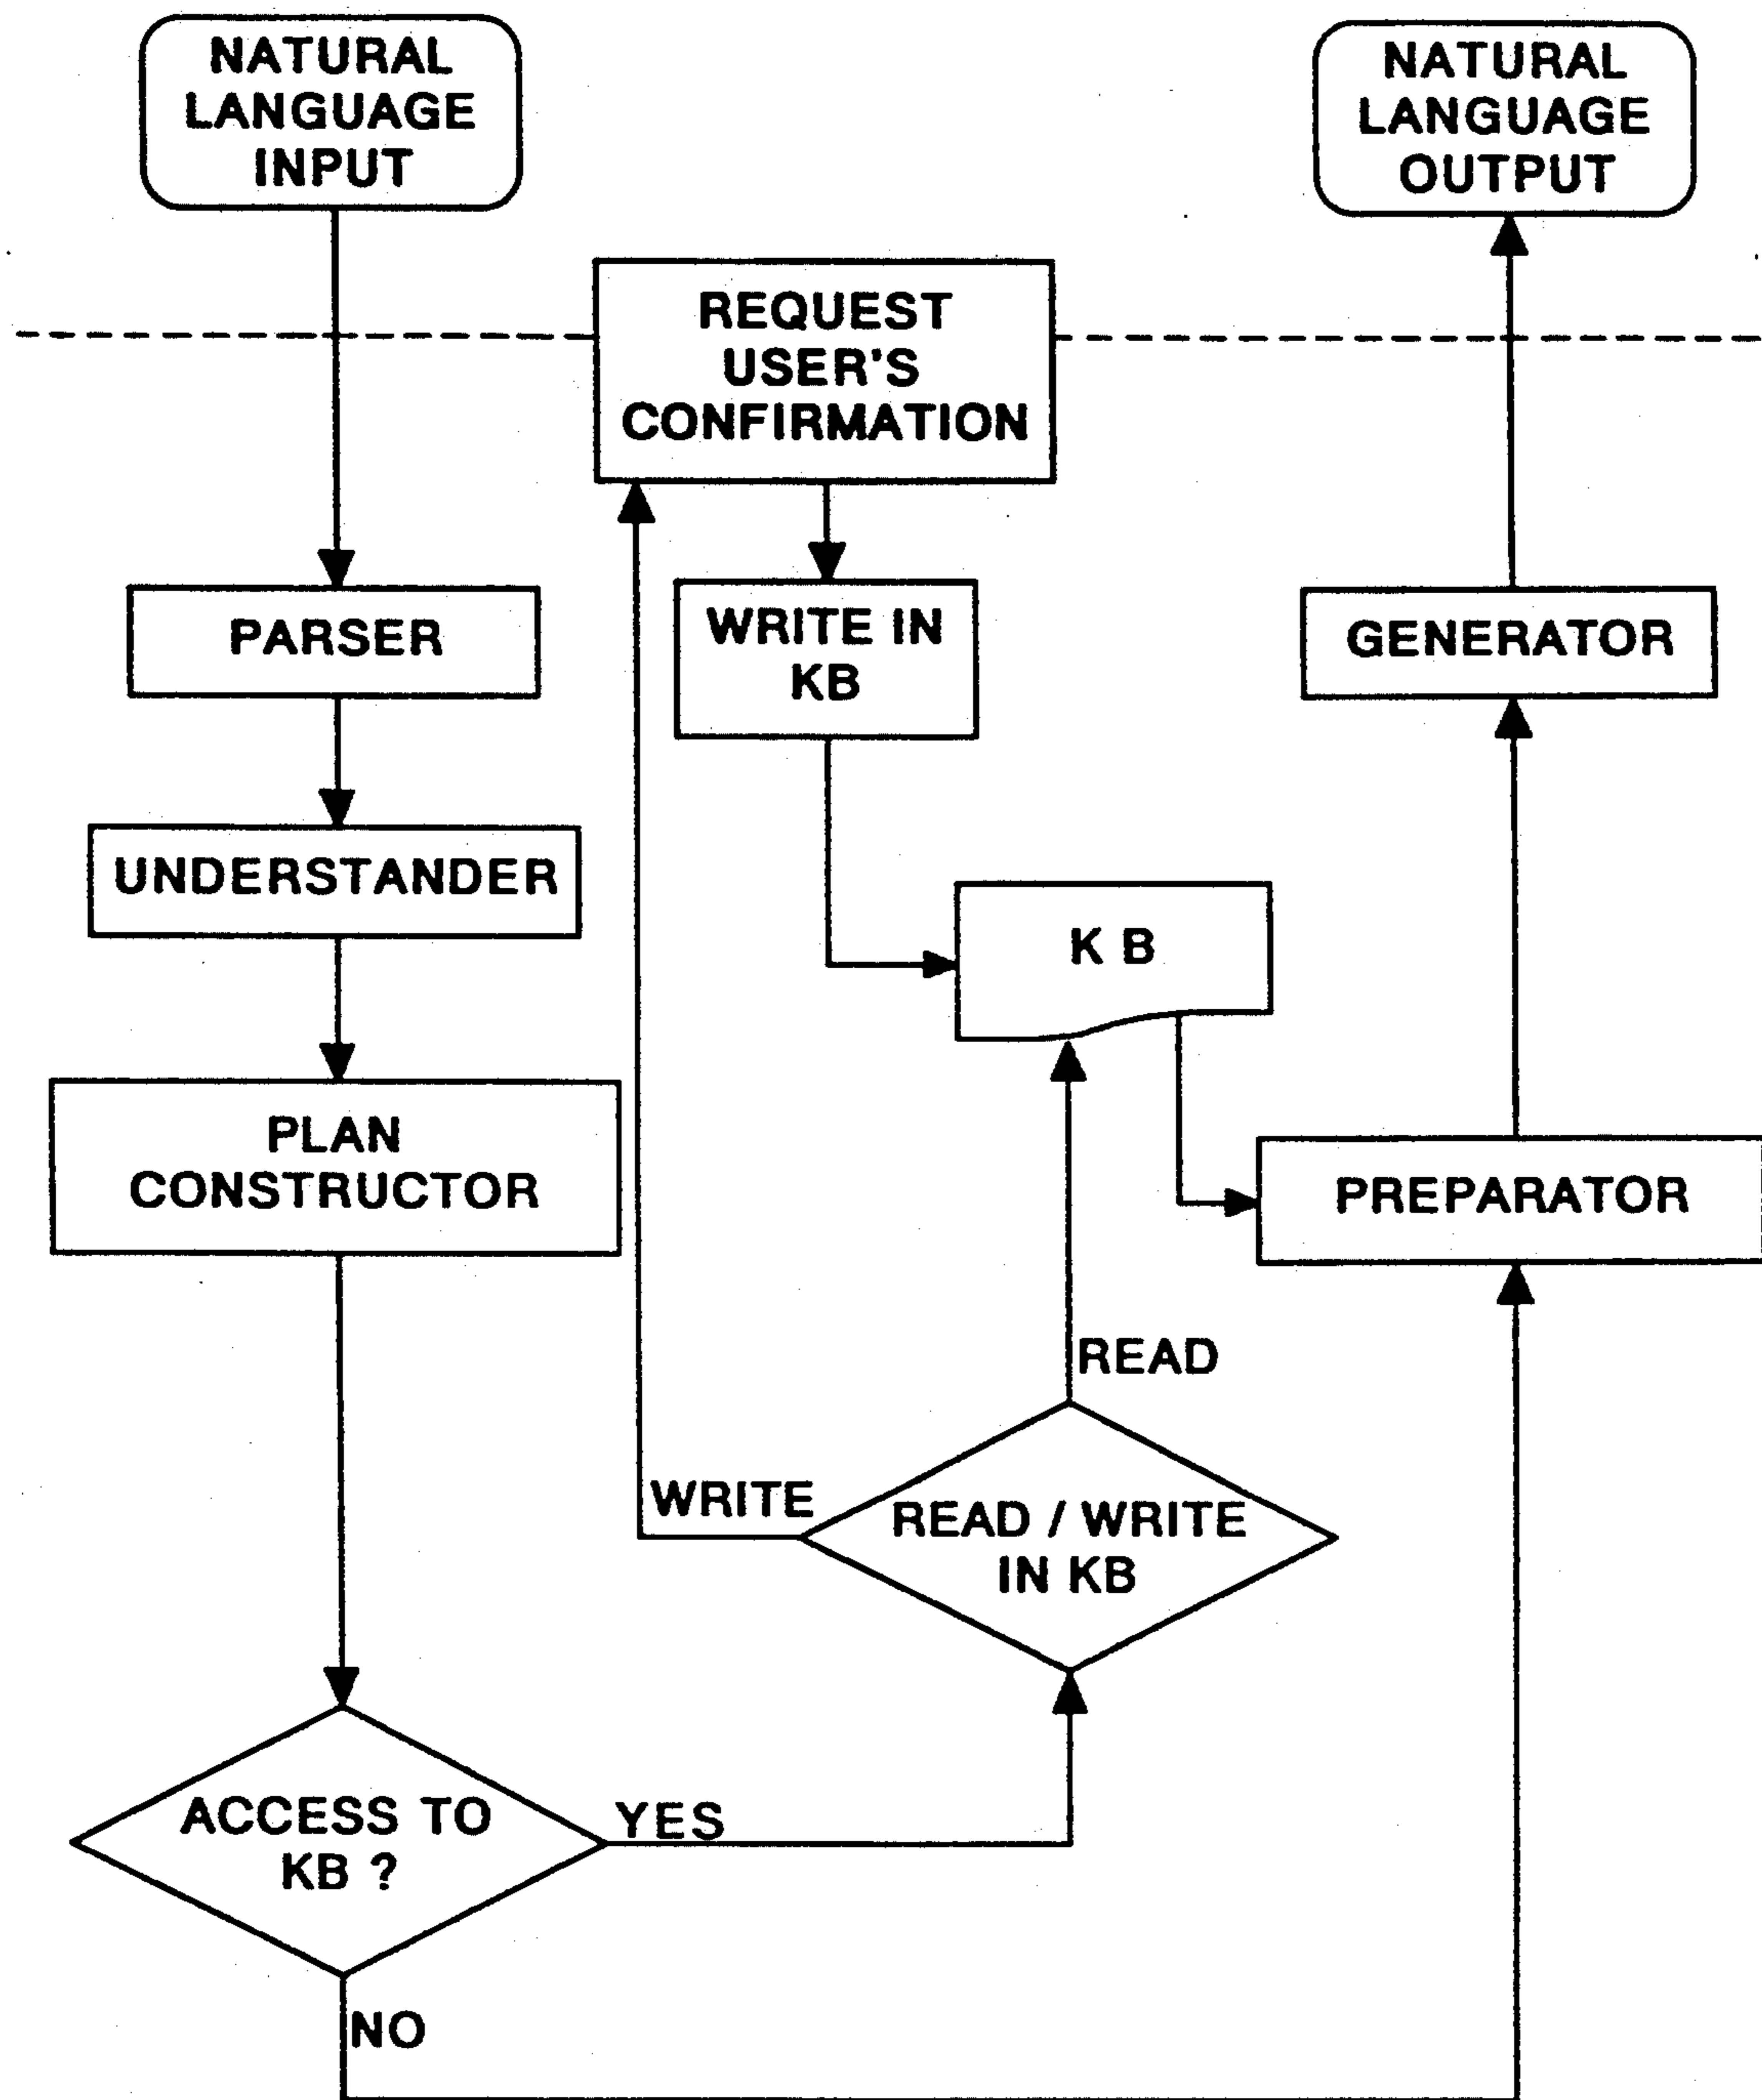 NATURAL
LANGUAGE
INPUT
NATURAL
LANGUAGE
OUTPUT
REQUEST
USER'S
CONFIRMATION
PARSER
WRITE IN
KB
GENERATOR
UNDERSTANDER
K B
PLAN
CONSTRUCTOR
PREPARATOR
READ
WRITE
READ / WRITE
IN KB
ACCESS TO
KB ?
YES
NO